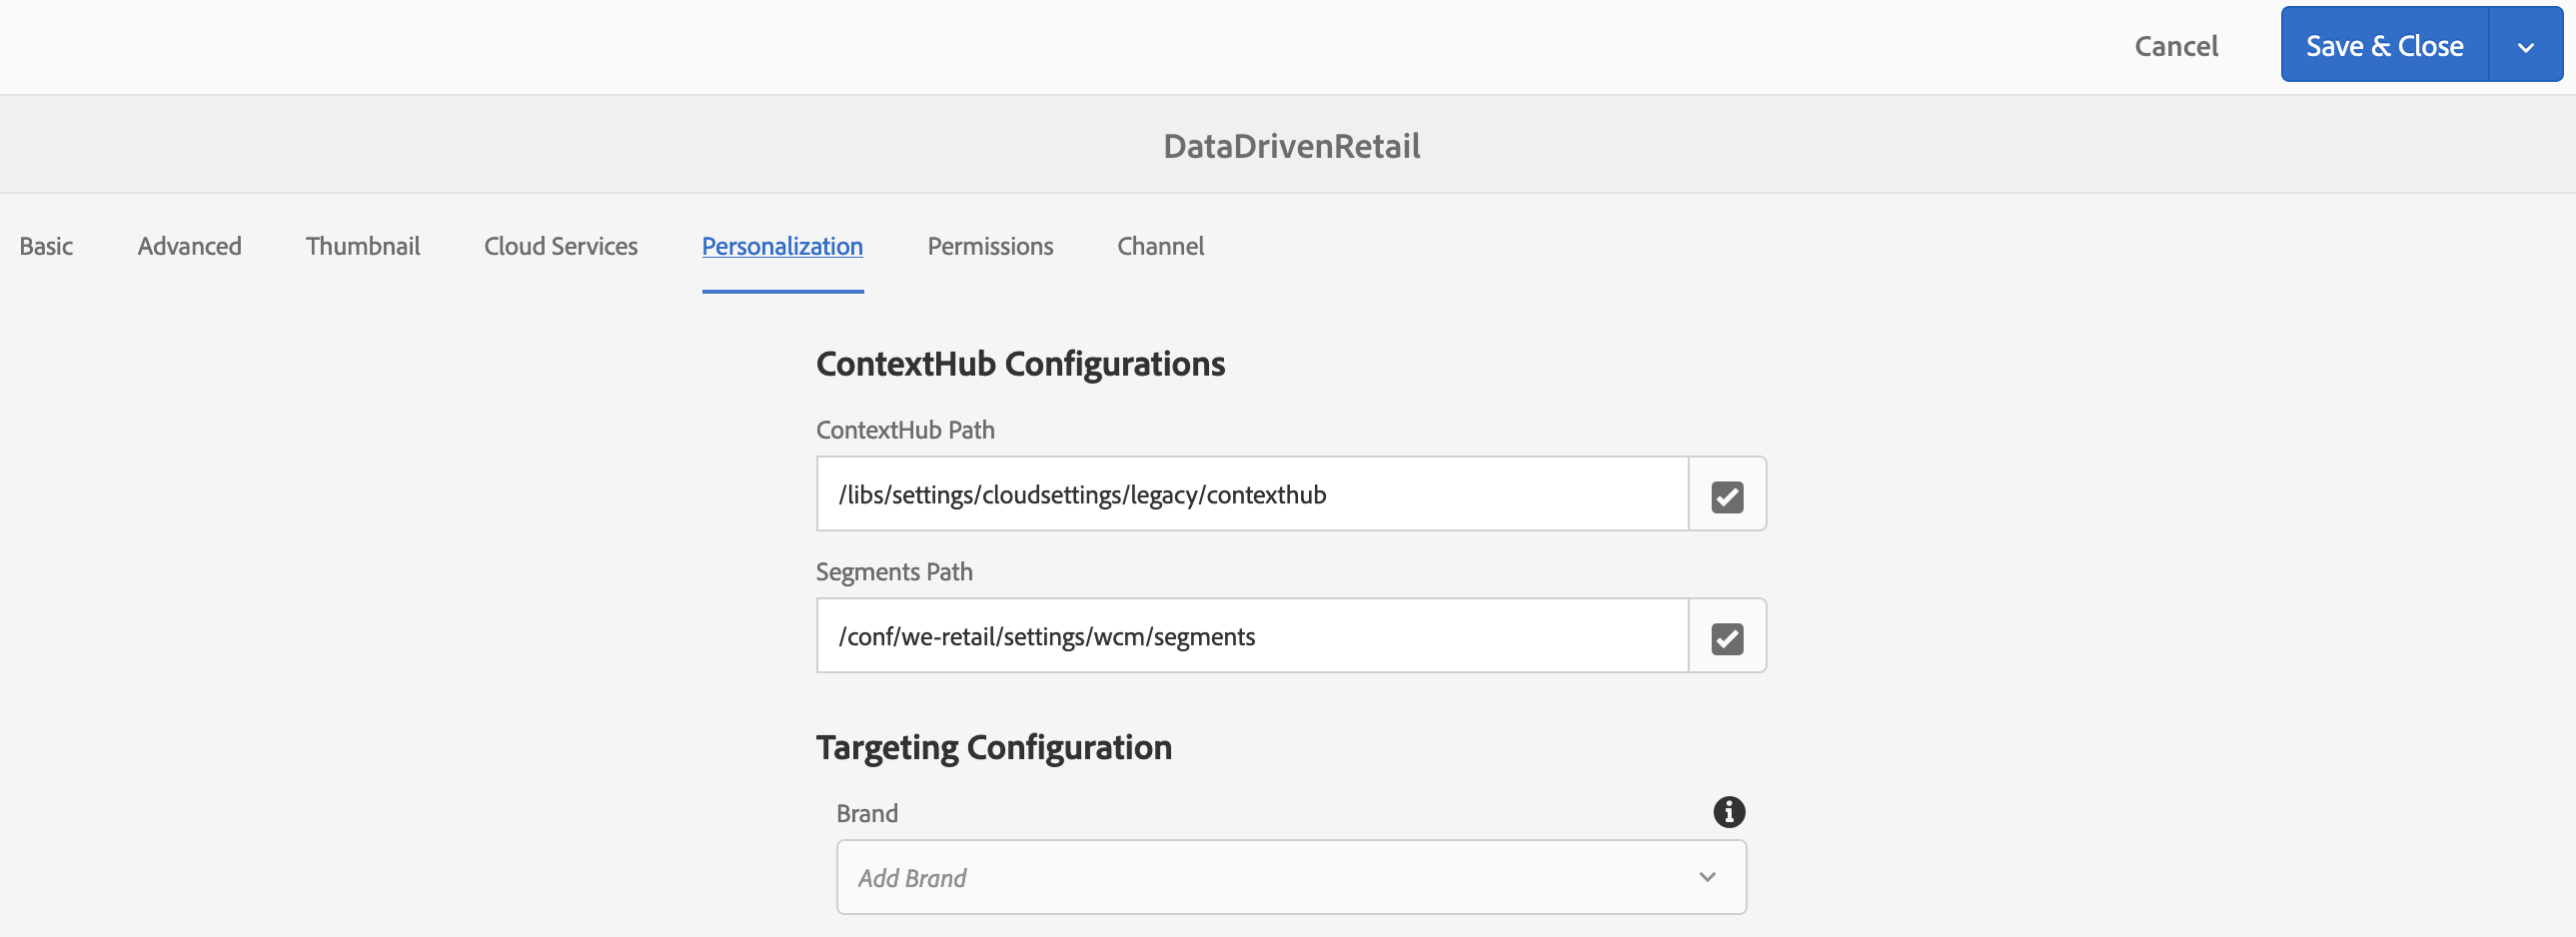 Cancel Save & Close
DataDrivenRetail
Basic Advanced Thumbnail Cloud Services Personalization Permissions Channel
ContextHub Configurations
ContextHub Path
/libs/settings/cloudsettings/legacy/contexthub
Segments Path
/conf/we-retail/settings/wcm/segments
Targeting Configuration
Brand
Add Brand